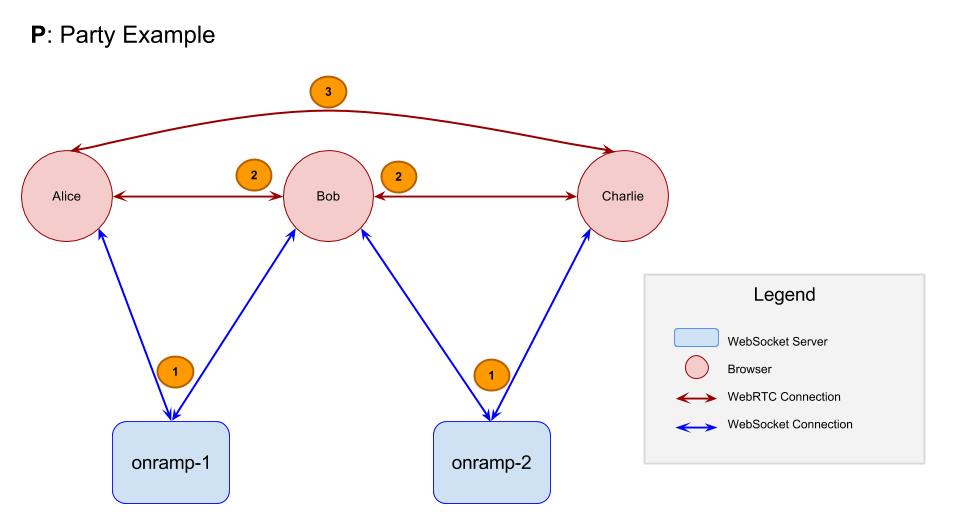 P: Party Example
3
2
2
Alice
Bob
Charlie
1
1
onramp-1
onramp-2
Legend
WebSocket Server
Browser
WebRTC Connection
WebSocket Connection